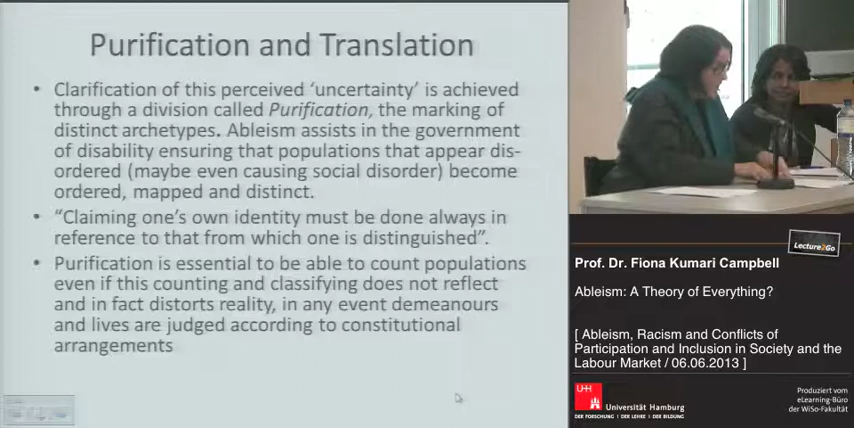 Purification and Translation
• Clarification of this perceived 'uncertainty' is achieved
through a division called Purification, the marking of
distinct archetypes. Ableism assists in the government
of disability ensuring that populations that appear dis-
ordered (maybe even causing social disorder) become
ordered, mapped and distinct.
• “Claiming one's own identity must be done always in
reference to that from which one is distinguished”.
• Purification is essential to be able to count populations
even if this counting and classifying does not reflect
and in fact distorts reality, in any event demeanours
and lives are judged according to constitutional
arrangements
Lecture2Go
Prof. Dr. Fiona Kumari Campbell
Ableism: A Theory of Everything?
[ Ableism, Racism and Conflicts of
Participation and Inclusion in Society and the
Labour Market / 06.06.2013 ]
UHH
Universität Hamburg
DER FORSCHUNG | DER LEHRE | DER BILDUNG
Produziert vom
eLearning-Büro
der WiSo-Fakultät